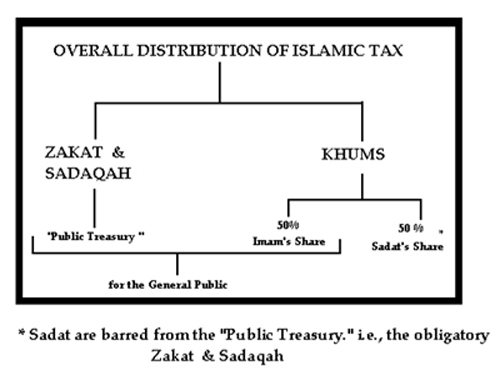 OVERALL DISTRIBUTION OF ISLAMIC TAX
ZAKAT &
SADAQAH
KHUMS
"Public Treasury "
50%
Imam's Share
50 % *
Sadat's Share
for the General Public
* Sadat are barred from the "Public Treasury." i.e., the obligatory
Zakat & Sadaqah